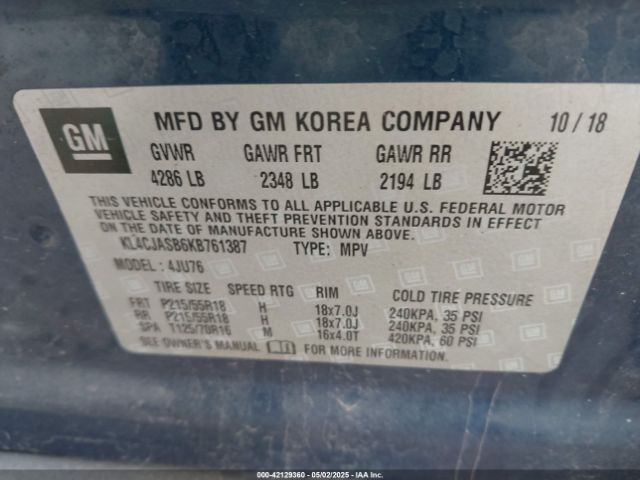 GM
MFD BY GM KOREA COMPANY 10 / 18
GVWR GAWR FRT GAWR RR
4286 LB 2348 LB 2194 LB
THIS VEHICLE CONFORMS TO ALL APPLICABLE U.S. FEDERAL MOTOR
VEHICLE SAFETY AND THEFT PREVENTION STANDARDS IN EFFECT
ON THE DATE OF MANUFACTURE SHOWN ABOVE.
KL4CJASB6KB761387 TYPE: MPV
MODEL: 4JU76
TIRE SIZE SPEED RTG RIM COLD TIRE PRESSURE
FRT P215/55R18 H 18x7.0J 240KPA, 35 PSI
RR P215/55R18 H 18x7.0J 240KPA, 35 PSI
SPA T125/70R16 M 16x4.0T 420KPA, 60 PSI
SEE OWNER'S MANUAL FOR MORE INFORMATION
000-42129360 - 05/02/2025 - IAA Inc.